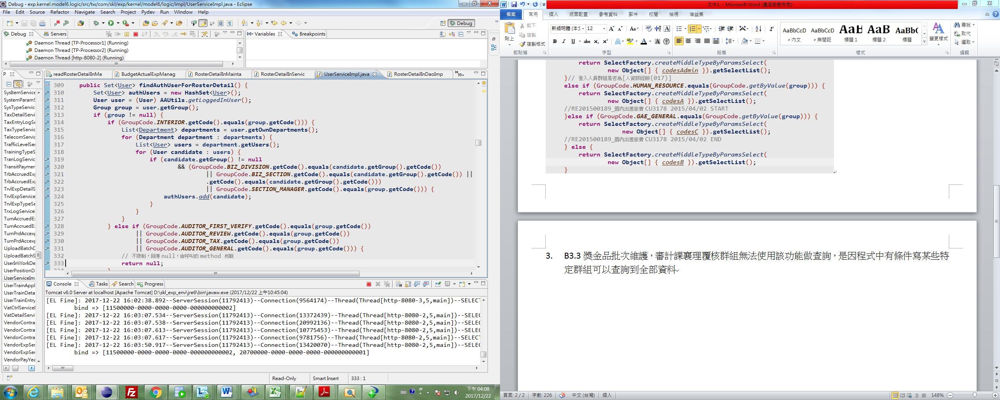 Debug - exp.kernel.model6.logic/src/tw/com/skl/exp/kernel/model6/logic/impl/UserServiceImpl.java - Eclipse
File Edit Source Refactor Navigate Search Project Pydev Run Window Help
Debug
Debug Servers
Daemon Thread [TP-Processor1] (Running)
Daemon Thread [TP-Processor2] (Running)
Daemon Thread [http-8080-2] (Running)
Variables Breakpoints
P
readRosterDetailInMa BudgetActualExpManag RosterDetailInMainta RosterDetailInServic UserServiceImpl.java RosterDetailInDaoImp 99+
SysItemService
SystemParamS
SysTypeServic
TaxDetailServi
TaxEntryLogSe
TaxTypeServic
TelecomServic
TrafficLevelSer
TrainingTypeS
TranLogServic
TransitPaymen
TrbAccruedExp
TrbAccruedExp
TrvlExpDetailS
TrvlExpService
TrvlExpTypeSe
TrxLogService
TurnAccruedEx
TurnAccruedEx
TurnPrdAccexp
TurnPrdAccexp
UploadBatchD
UploadBatchS
UserInWorkDe
UserPositionDe
UserServiceIm
UserTrainAppl
UserTrainDeta
UserTrainEntry
VatCtrlServiceI
VatDetailServi
VendorContra
VendorContra
VendorContra
VendorExpSer
VendorExpSer
VendorPayYea
309 public Set<User> findAuthUserForRosterDetail() {
310 Set<User> authUsers = new HashSet<User>();
311 User user = (User) AAUtils.getLoggedInUser();
312 Group group = user.getGroup();
313 if (group != null) {
314 if (GroupCode.INTERIOR.getCode().equals(group.getCode())) {
315 List<Department> departments = user.getOwnDepartments();
316 for (Department department : departments) {
317 List<User> users = department.getUsers();
318 for (User candidate : users) {
319 if (candidate.getGroup() != null
320 && (GroupCode.BIZ_DIVISION.getCode().equals(candidate.getGroup().getCode())
321 || GroupCode.BIZ_SECTION.getCode().equals(candidate.getGroup().getCode()) ||
322 .getCode().equals(candidate.getGroup().getCode()))
323 || GroupCode.SECTION_MANAGER.getCode().equals(group.getCode())) {
324 authUsers.add(candidate);
325 }
326 }
327 }
328 } else if (GroupCode.AUDITOR_FIRST_VERIFY.getCode().equals(group.getCode())
329 || GroupCode.AUDITOR_REVIEW.getCode().equals(group.getCode())
330 || GroupCode.AUDITOR_TAX.getCode().equals(group.getCode())
331 || GroupCode.AUDITOR_GENERAL.getCode().equals(group.getCode())) {
332 // 不限制，回傳 null，由呼叫的 method 判斷
333 return null;
334 }
Console Tasks Search Progress
Tomcat v6.0 Server at localhost [Apache Tomcat] D:\skl_exp_env\jre6\bin\javaw.exe (2017/12/22 上午10:45:04)
[EL Fine]: 2017-12-22 16:02:38.892--ServerSession(11792413)--Connection(9564174)--Thread(Thread[http-8080-3,5,main])--SELECT
bind => [11500000-0000-0000-0000-000000000002]
[EL Fine]: 2017-12-22 16:03:07.534--ServerSession(11792413)--Connection(13372439)--Thread(Thread[http-8080-2,5,main])--SELEC
[EL Fine]: 2017-12-22 16:03:07.538--ServerSession(11792413)--Connection(20992136)--Thread(Thread[http-8080-2,5,main])--SELEC
[EL Fine]: 2017-12-22 16:03:07.613--ServerSession(11792413)--Connection(10775453)--Thread(Thread[http-8080-2,5,main])--SELEC
[EL Fine]: 2017-12-22 16:03:07.617--ServerSession(11792413)--Connection(9781756)--Thread(Thread[http-8080-2,5,main])--SELECT
[EL Fine]: 2017-12-22 16:03:50.917--ServerSession(11792413)--Connection(13420070)--Thread(Thread[http-8080-2,5,main])--SELEC
bind => [11500000-0000-0000-0000-000000000002, 20700000-0000-0000-0000-000000000001]
Read-Only Smart Insert 333 : 1
下午 04:08
2017/12/22
文件1 - Microsoft Word (產品啟動失敗)
檔案 常用 插入 版面配置 參考資料 郵件 校閱 檢視 增益集
貼上 剪下 複製 複製格式 剪貼簿
新細明體 (本文 12 字型
段落
AaBbCcD AaBbCcD AaB AaB AaBbC
內文 無間距 標題 1 標題 2 標題
變更樣式 樣式
尋找 取代 選取 編輯
return SelectFactory.createMiddleTypeByParamsSelect(
new Object[] { codesAdmin }).getSelectList();
}// 登入人員群組是否為[人資部經辦(017)]
else if (GroupCode.HUMAN_RESOURCE.equals(GroupCode.getByValue(group))) {
return SelectFactory.createMiddleTypeByParamsSelect(
new Object[] { codesA }).getSelectList();
//RE201500189_國內出差旅費 CU3178 2015/04/02 START
}else if (GroupCode.GAE_GENERAL.equals(GroupCode.getByValue(group))) {
return SelectFactory.createMiddleTypeByParamsSelect(
new Object[] { codesC }).getSelectList();
//RE201500189_國內出差旅費 CU3178 2015/04/02 END
} else {
return SelectFactory.createMiddleTypeByParamsSelect(
new Object[] { codesB }).getSelectList();
}
3. B3.3 獎金品批次維護，審計課襄理覆核群組無法使用該功能做查詢，是因程式中有條件寫某些特
定群組可以查詢到全部資料
頁面: 2 / 2 字數: 226 中文 (台灣) 插入 148%